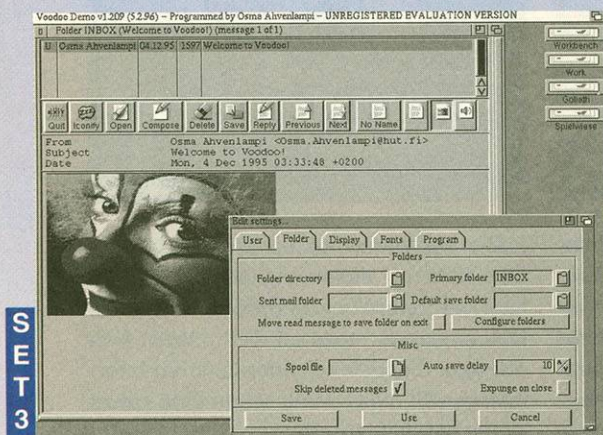 Voodoo Demo v1.209 (5.2.96) – Programmed by Osma Ahvenlampi – UNREGISTERED EVALUATION VERSION
Folder INBOX (Welcome to Voodoo!) (message 1 of 1)
U Osma Ahvenlampi 04.12.95 1597 Welcome to Voodoo!
Workbench
Work
Goliath
Spielwiese
EXIT
Quit Iconify Open Compose Delete Save Reply Previous Next No Name
From Osma Ahvenlampi <Osma.Ahvenlampi@hut.fi>
Subject Welcome to Voodoo!
Date Mon, 4 Dec 1995 03:33:48 +0200
Edit settings...
User Folder Display Fonts Program
Folders
Folder directory Primary folder INBOX
Sent mail folder Default save folder
Move read message to save folder on exit Configure folders
Misc
Spool file Auto save delay 10
Skip deleted messages Expunge on close
Save Use Cancel
SET3